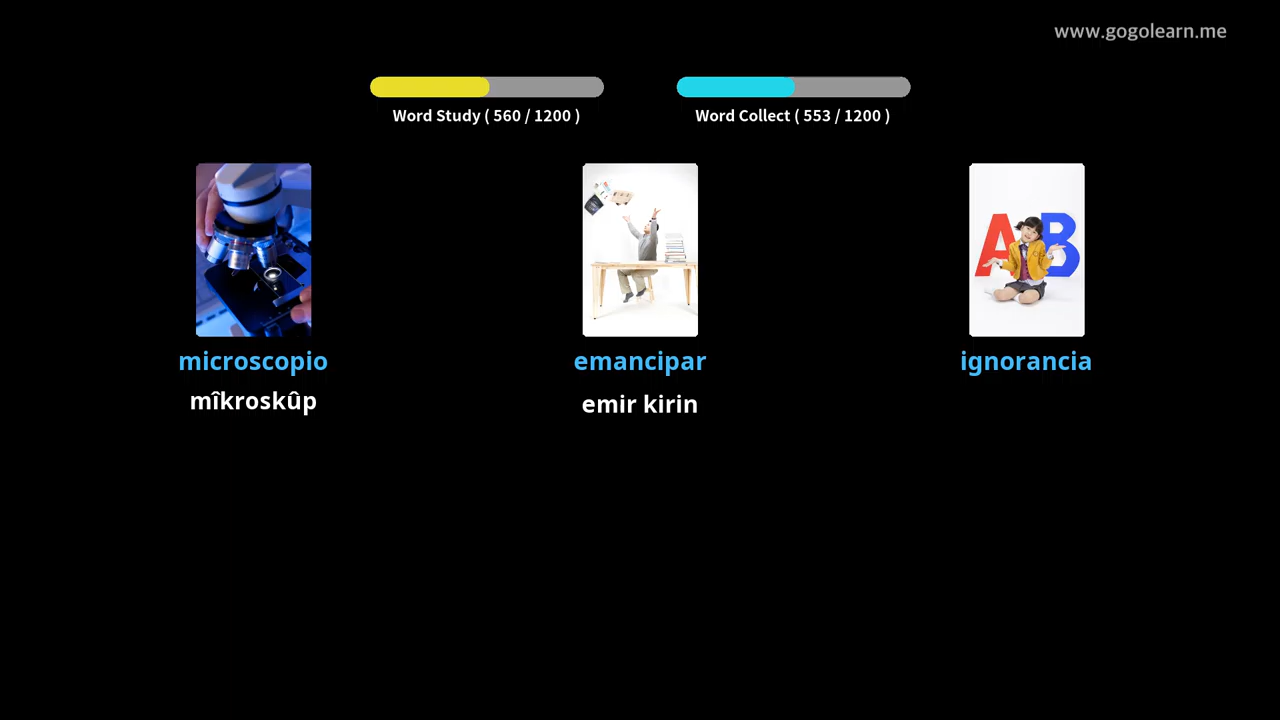 www.gogolearn.me
Word Study ( 560 / 1200 )
Word Collect ( 553 / 1200 )
A B
microscopio
emancipar
ignorancia
mîkroskûp
emir kirin